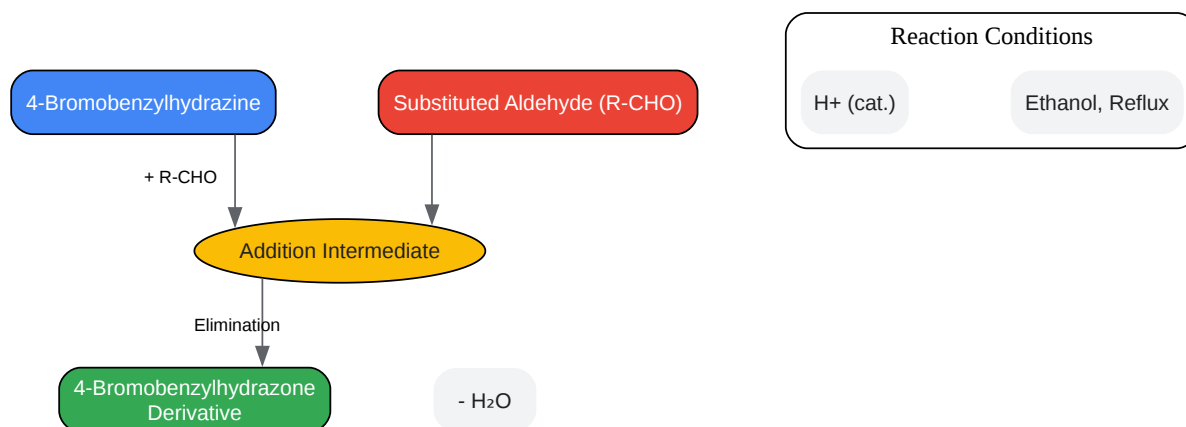 Reaction Conditions
4-Bromobenzylhydrazine
Substituted Aldehyde (R-CHO)
H+ (cat.)
Ethanol, Reflux
+ R-CHO
Addition Intermediate
Elimination
4-Bromobenzylhydrazone
Derivative
- H₂O